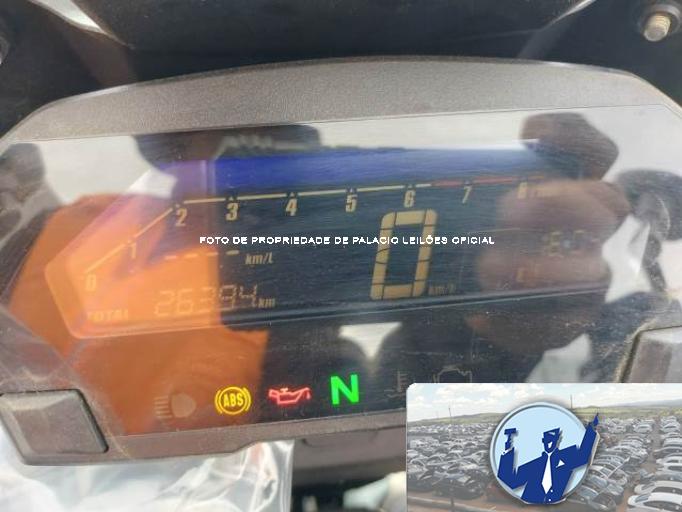 2 3 4 5 6 7 8
1
FOTO DE PROPRIEDADE DE PALACIO LEILÕES OFICIAL
- - - - km/L
0
0 km/h
TOTAL 26394 km
ABS
N